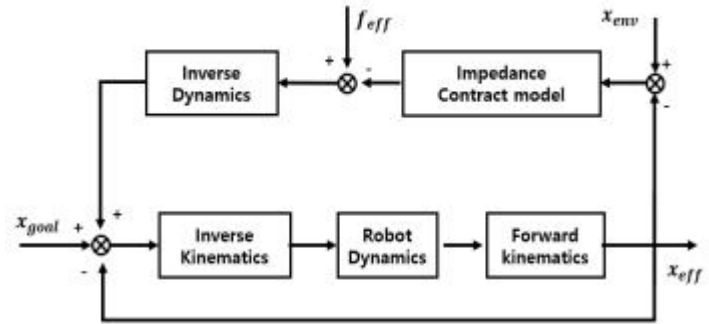 f_eff
x_env
+
-
+
Inverse
Dynamics
Impedance
Contract model
-
+
x_goal
+
-
Inverse
Kinematics
Robot
Dynamics
Forward
kinematics
x_eff